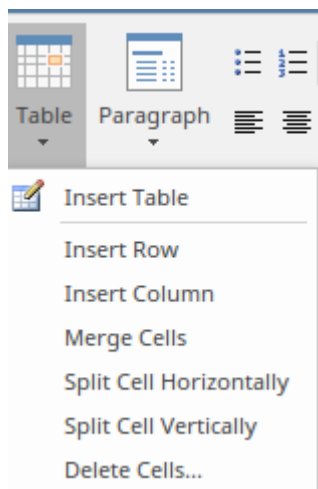 Table
Paragraph
Insert Table
Insert Row
Insert Column
Merge Cells
Split Cell Horizontally
Split Cell Vertically
Delete Cells...